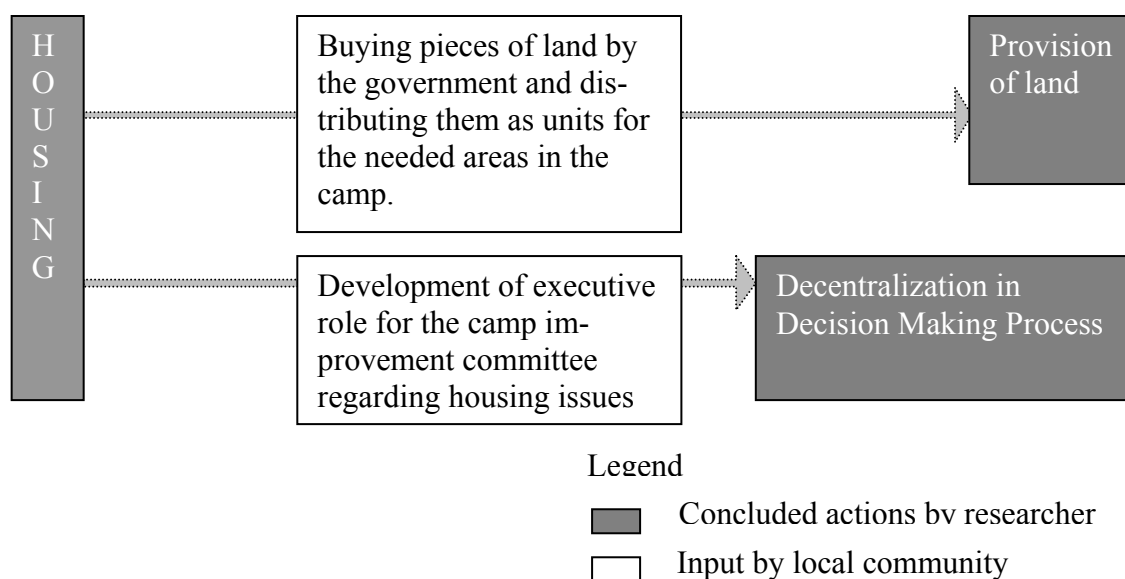 HOUSING
Buying pieces of land by
the government and dis-
tributing them as units for
the needed areas in the
camp.
Provision
of land
Development of executive
role for the camp im-
provement committee
regarding housing issues
Decentralization in
Decision Making Process
Legend
Concluded actions by researcher
Input by local community